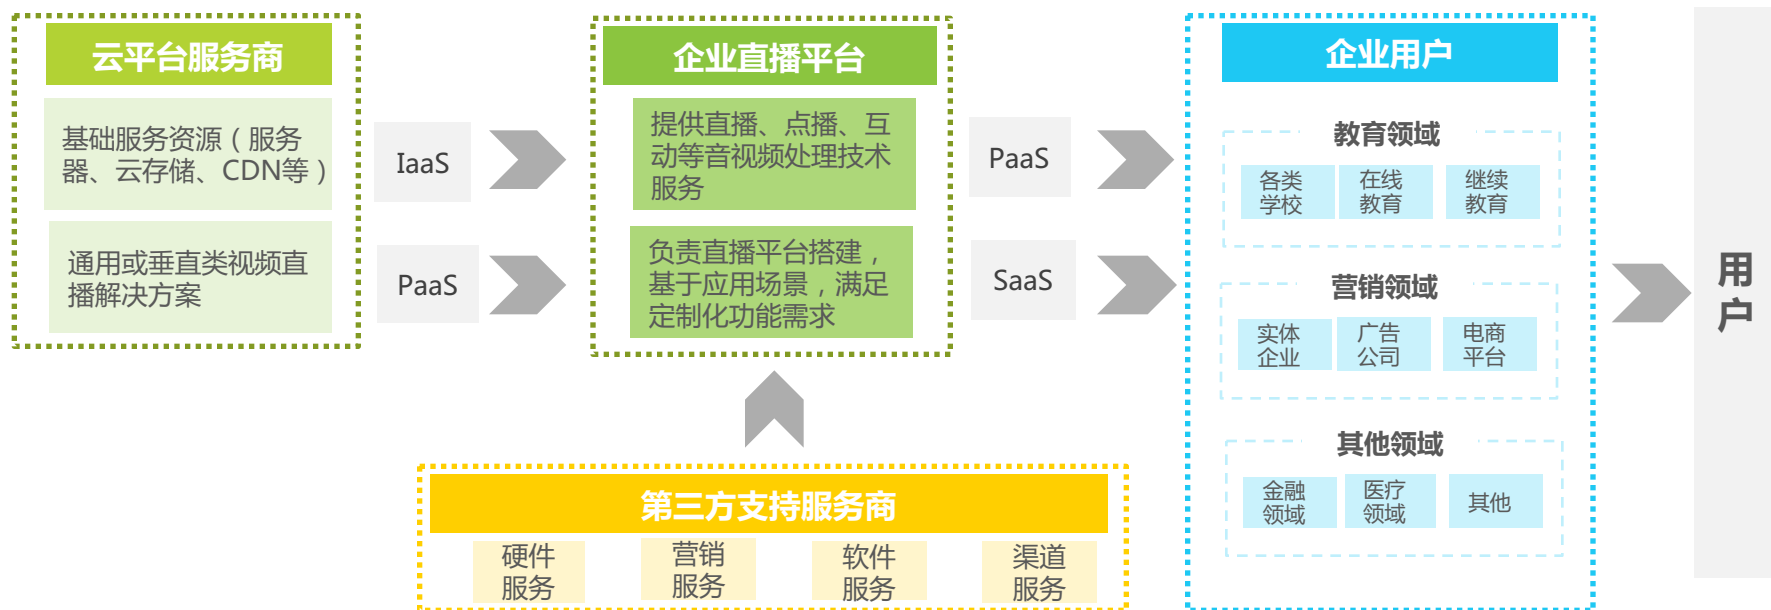 云平台服务商
基础服务资源（服务
器、云存储、CDN等）
通用或垂直类视频直
播解决方案
IaaS
PaaS
企业直播平台
提供直播、点播、互
动等音视频处理技术
服务
负责直播平台搭建，
基于应用场景，满足
定制化功能需求
PaaS
SaaS
第三方支持服务商
硬件
服务
营销
服务
软件
服务
渠道
服务
企业用户
教育领域
各类
学校
在线
教育
继续
教育
营销领域
实体
企业
广告
公司
电商
平台
其他领域
金融
领域
医疗
领域
其他
用
户